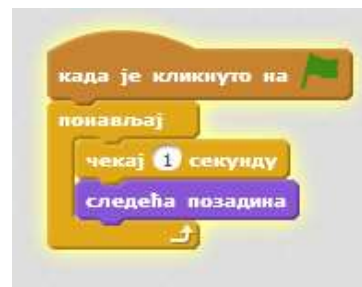 када је кликнуто на
понављај
чекај 1 секунду
следећа позадина